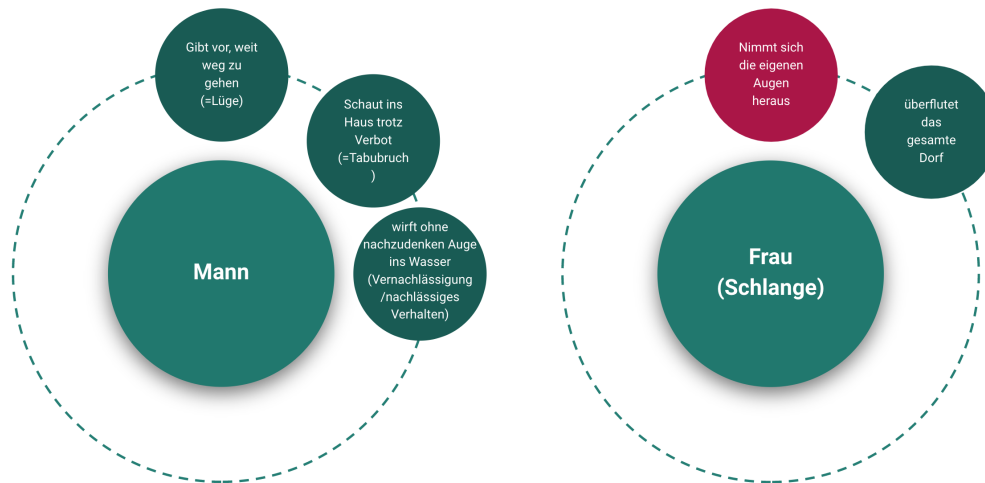 Gibt vor, weit
weg zu
gehen
(=Lüge)
Schaut ins
Haus trotz
Verbot
(=Tabubruch
)
wirft ohne
nachzudenken Auge
ins Wasser
(Vernachlässigung
/nachlässiges
Verhalten)
Mann
Nimmt sich
die eigenen
Augen
heraus
überflutet
das
gesamte
Dorf
Frau
(Schlange)